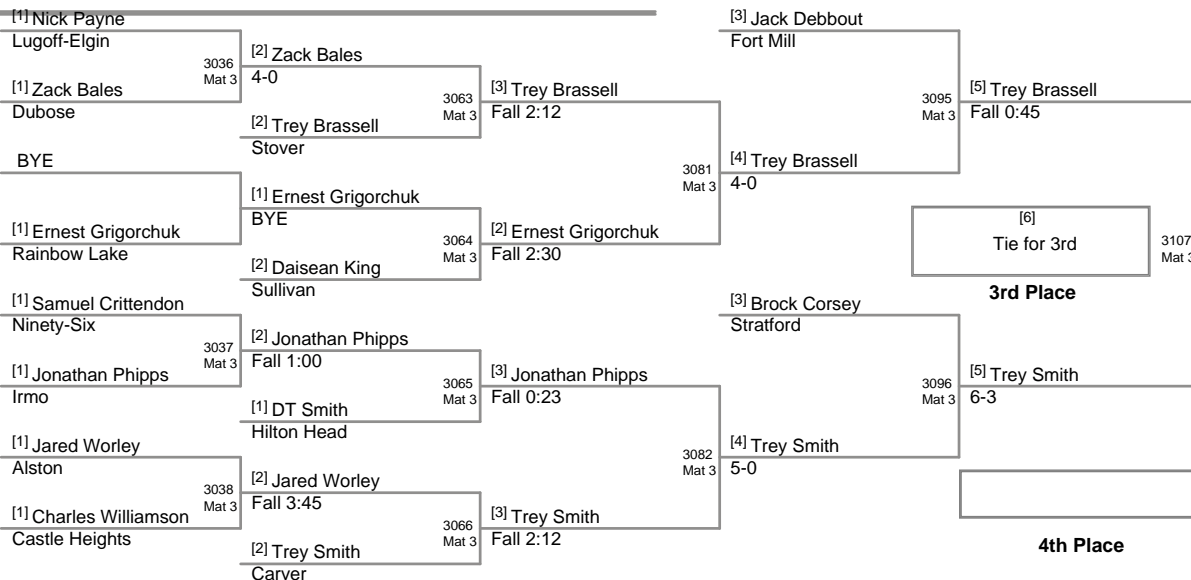 [1] Nick Payne
Lugoff-Elgin
3036
Mat 3
[1] Zack Bales
Dubose
BYE
[1] Ernest Grigorchuk
Rainbow Lake
[1] Samuel Crittendon
Ninety-Six
3037
Mat 3
[1] Jonathan Phipps
Irmo
[1] Jared Worley
Alston
3038
Mat 3
[1] Charles Williamson
Castle Heights
[2] Zack Bales
4-0
3063
Mat 3
[2] Trey Brassell
Stover
[1] Ernest Grigorchuk
BYE
3064
Mat 3
[2] Daisean King
Sullivan
[2] Jonathan Phipps
Fall 1:00
3065
Mat 3
[1] DT Smith
Hilton Head
[2] Jared Worley
Fall 3:45
3066
Mat 3
[2] Trey Smith
Carver
[3] Trey Brassell
Fall 2:12
3081
Mat 3
[2] Ernest Grigorchuk
Fall 2:30
[3] Jonathan Phipps
Fall 0:23
3082
Mat 3
[3] Trey Smith
Fall 2:12
[3] Jack Debbout
Fort Mill
3095
Mat 3
[4] Trey Brassell
4-0
[3] Brock Corsey
Stratford
3096
Mat 3
[4] Trey Smith
5-0
[5] Trey Brassell
Fall 0:45
[6]
Tie for 3rd
3107
Mat 3
3rd Place
[5] Trey Smith
6-3
4th Place